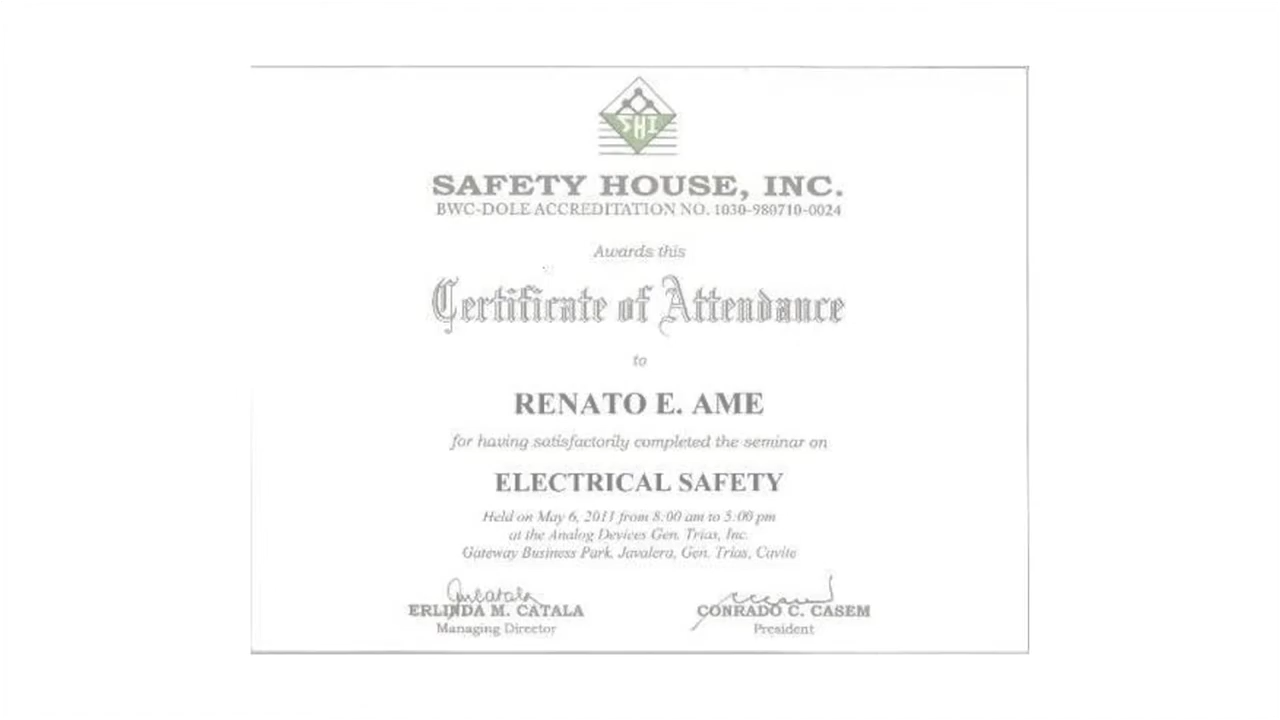 SHI
SAFETY HOUSE, INC.
BWC-DOLE ACCREDITATION NO. 1030-980710-0024
Awards this
Certificate of Attendance
to
RENATO E. AME
for having satisfactorily completed the seminar on
ELECTRICAL SAFETY
Held on May 6, 2011 from 8:00 am to 5:00 pm
at the Analog Devices Gen. Trias, Inc.
Gateway Business Park, Javalera, Gen. Trias, Cavite
ERLINDA M. CATALA
CONRADO C. CASEM
Managing Director
President